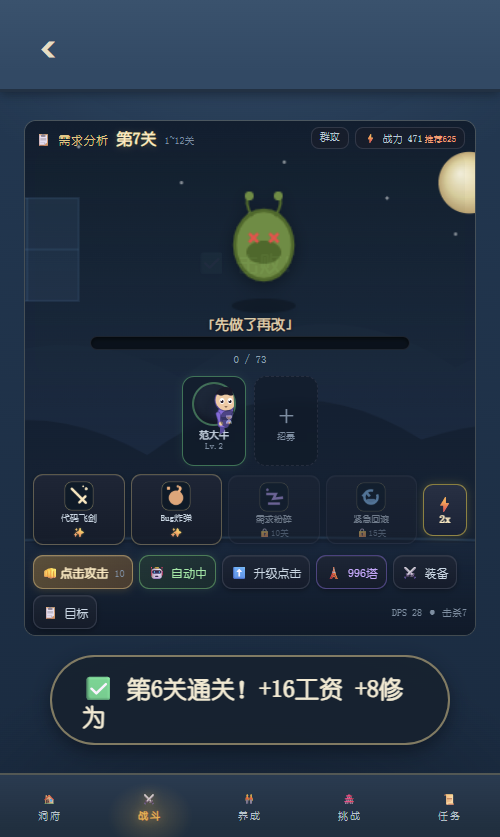 需求分析 第7关 1~12关 群攻 战力 471 推荐625
「先做了再改」
0 / 73
范大牛
Lv.2
招募
代码飞剑 Bug炸弹 需求粉碎 紧急回滚
10关 15关
2x
点击攻击 10 自动中 升级点击 996塔 装备
目标 DPS 28 击杀7
第6关通关! +16工资 +8修
为
洞府 战斗 养成 挑战 任务